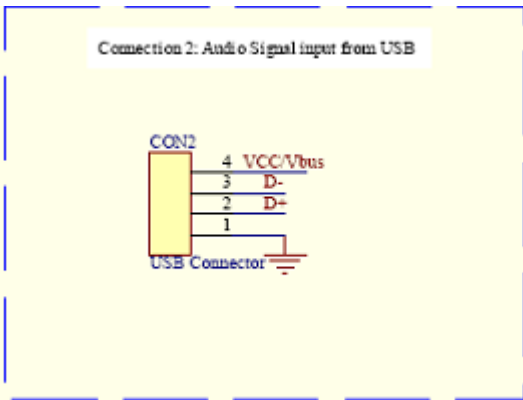 Connection 2: Audio Signal input from USB
CON2
4 VCC/Vbus
3 D-
2 D+
1
USB Connector